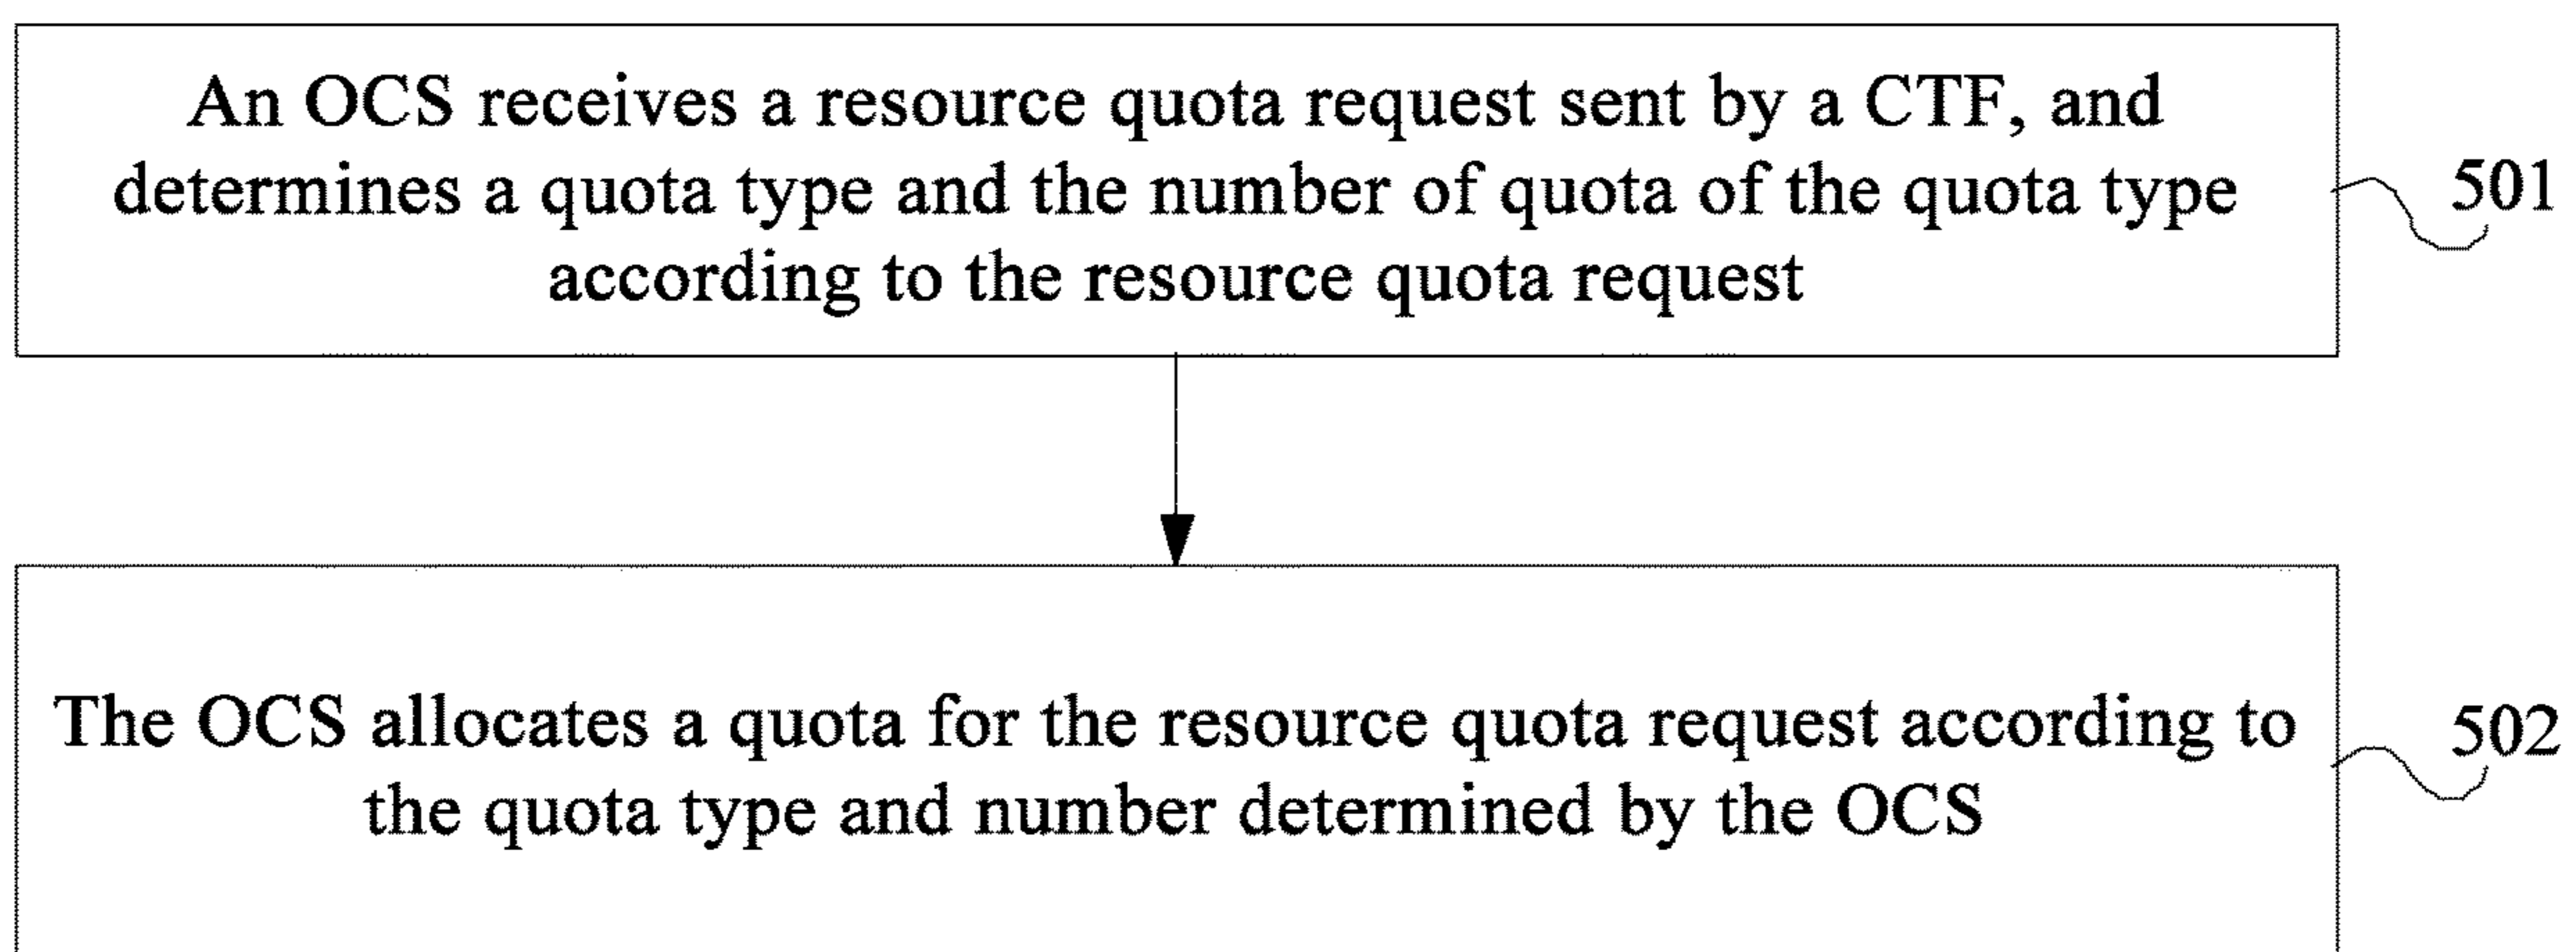 An OCS receives a resource quota request sent by a CTF, and
determines a quota type and the number of quota of the quota type
according to the resource quota request
501
The OCS allocates a quota for the resource quota request according to
the quota type and number determined by the OCS
502